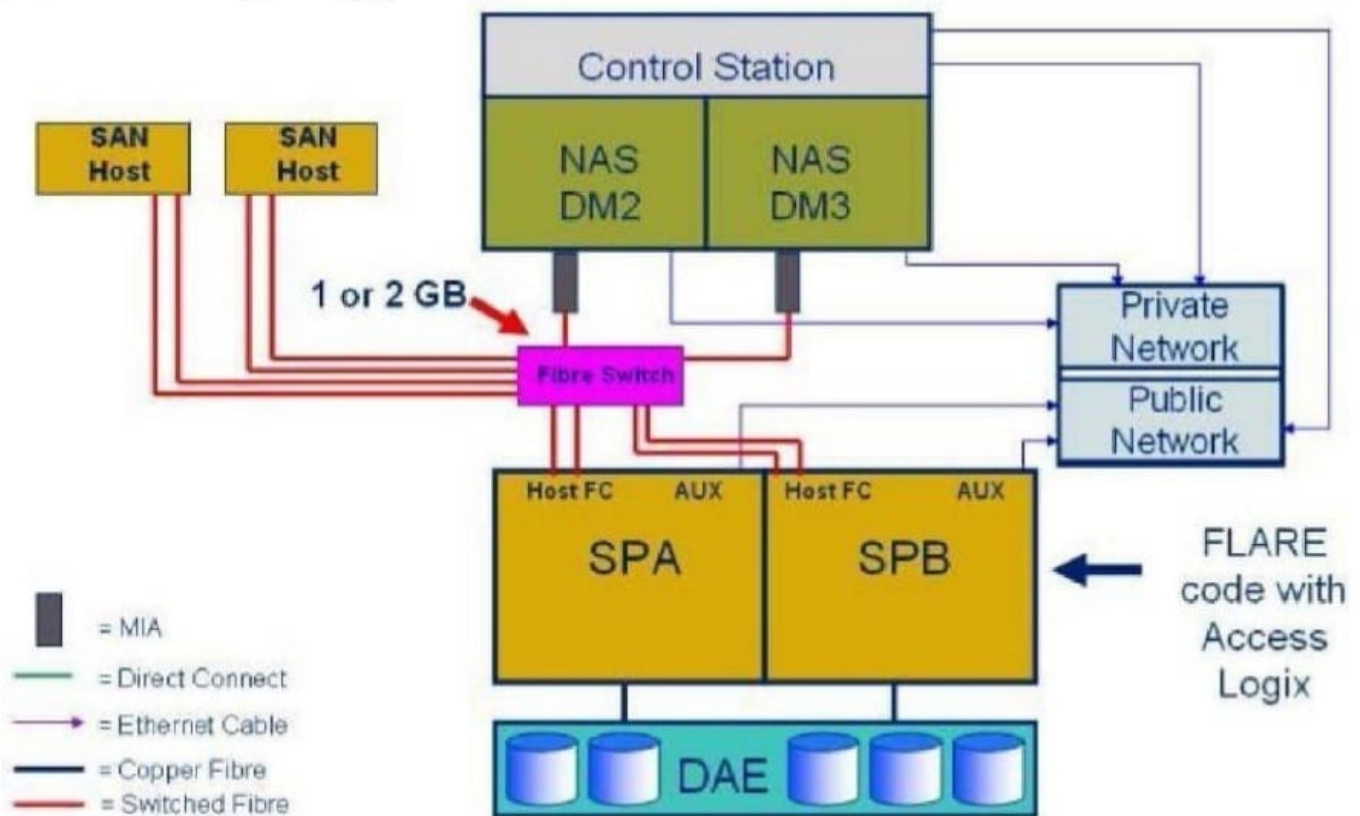 Control Station
SAN
Host
SAN
Host
NAS
DM2
NAS
DM3
1 or 2 GB
Private
Network
Fibre Switch
Public
Network
Host FC
AUX
Host FC
AUX
SPA
SPB
FLARE
code with
Access
Logix
= MIA
= Direct Connect
= Ethernet Cable
= Copper Fibre
= Switched Fibre
DAE